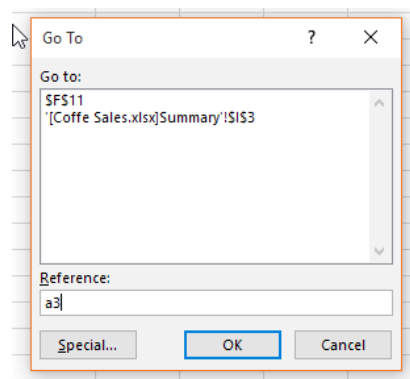 Go To
?
Go to:
$F$11
'[Coffe Sales.xlsx]Summary'!$I$3
Reference:
a3
Special...
OK
Cancel